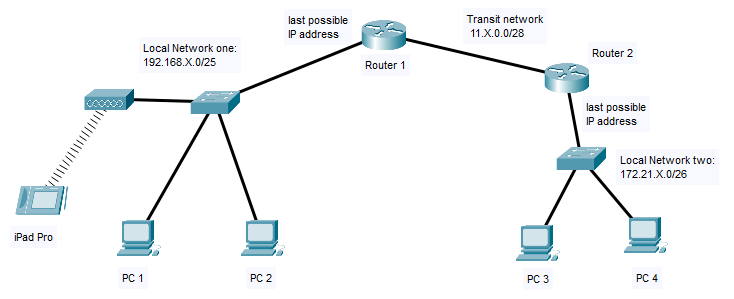 last possible
IP address
Transit network
11.X.0.0/28
Local Network one:
192.168.X.0/25
Router 1
Router 2
last possible
IP address
Local Network two:
172.21.X.0/26
iPad Pro
PC 1
PC 2
PC 3
PC 4